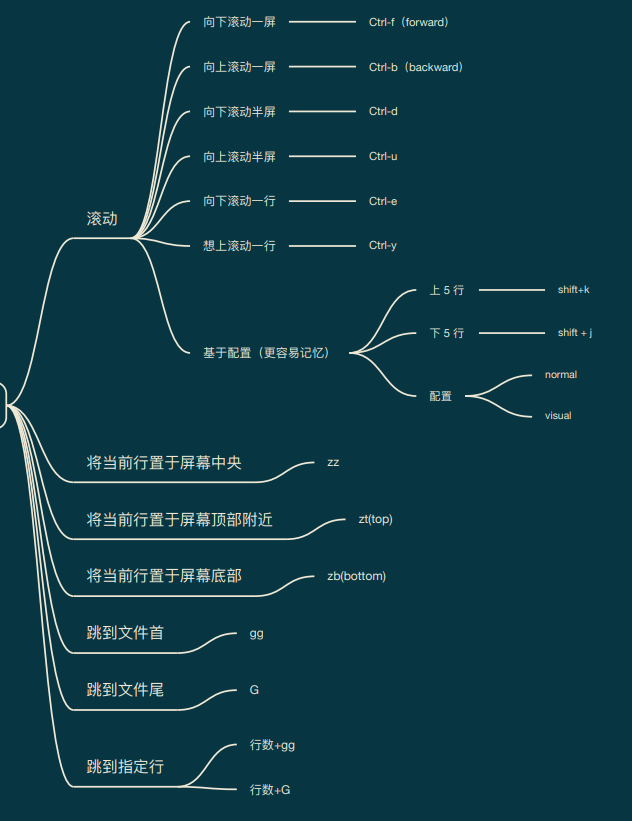 滚动
向下滚动一屏
Ctrl-f（forward）
向上滚动一屏
Ctrl-b（backward）
向下滚动半屏
Ctrl-d
向上滚动半屏
Ctrl-u
向下滚动一行
Ctrl-e
想上滚动一行
Ctrl-y
基于配置（更容易记忆）
上 5 行
shift+k
下 5 行
shift + j
配置
normal
visual
将当前行置于屏幕中央
zz
将当前行置于屏幕顶部附近
zt(top)
将当前行置于屏幕底部
zb(bottom)
跳到文件首
gg
跳到文件尾
G
跳到指定行
行数+gg
行数+G